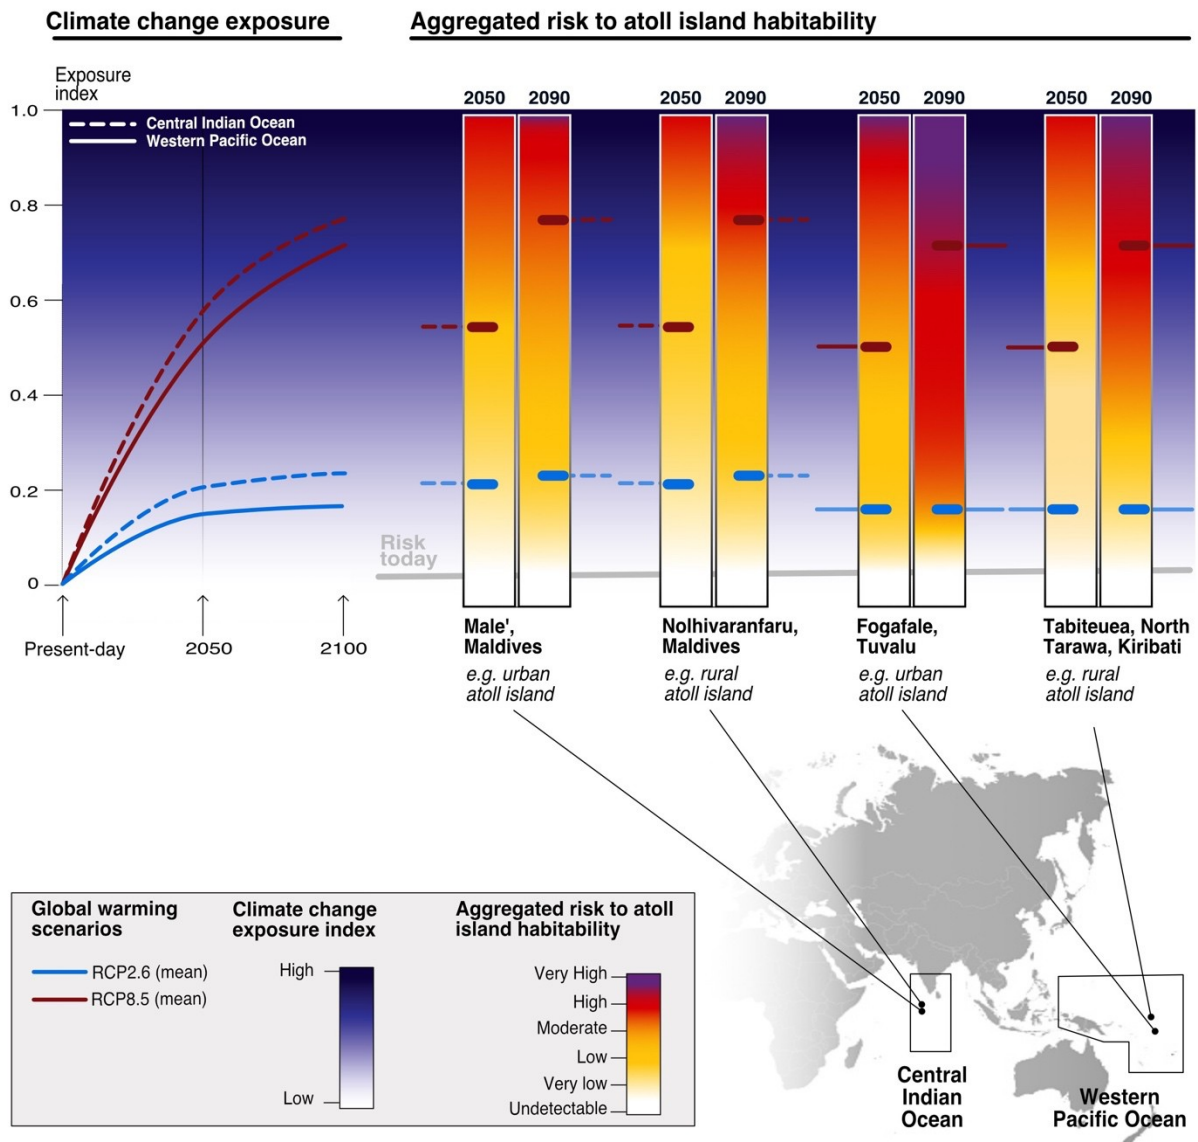 Climate change exposure
Aggregated risk to atoll island habitability
Exposure
index
1.0
0.8
0.6
0.4
0.2
0
Central Indian Ocean
Western Pacific Ocean
Present-day
2050
2100
2050
2090
2050
2090
2050
2090
2050
2090
Risk
today
Male',
Maldives
e.g. urban
atoll island
Nolhivaranfaru,
Maldives
e.g. rural
atoll island
Fogafale,
Tuvalu
e.g. urban
atoll island
Tabiteuea, North
Tarawa, Kiribati
e.g. rural
atoll island
Global warming
scenarios
RCP2.6 (mean)
RCP8.5 (mean)
Climate change
exposure index
High
Low
Aggregated risk to atoll
island habitability
Very High
High
Moderate
Low
Very low
Undetectable
Central
Indian
Ocean
Western
Pacific Ocean